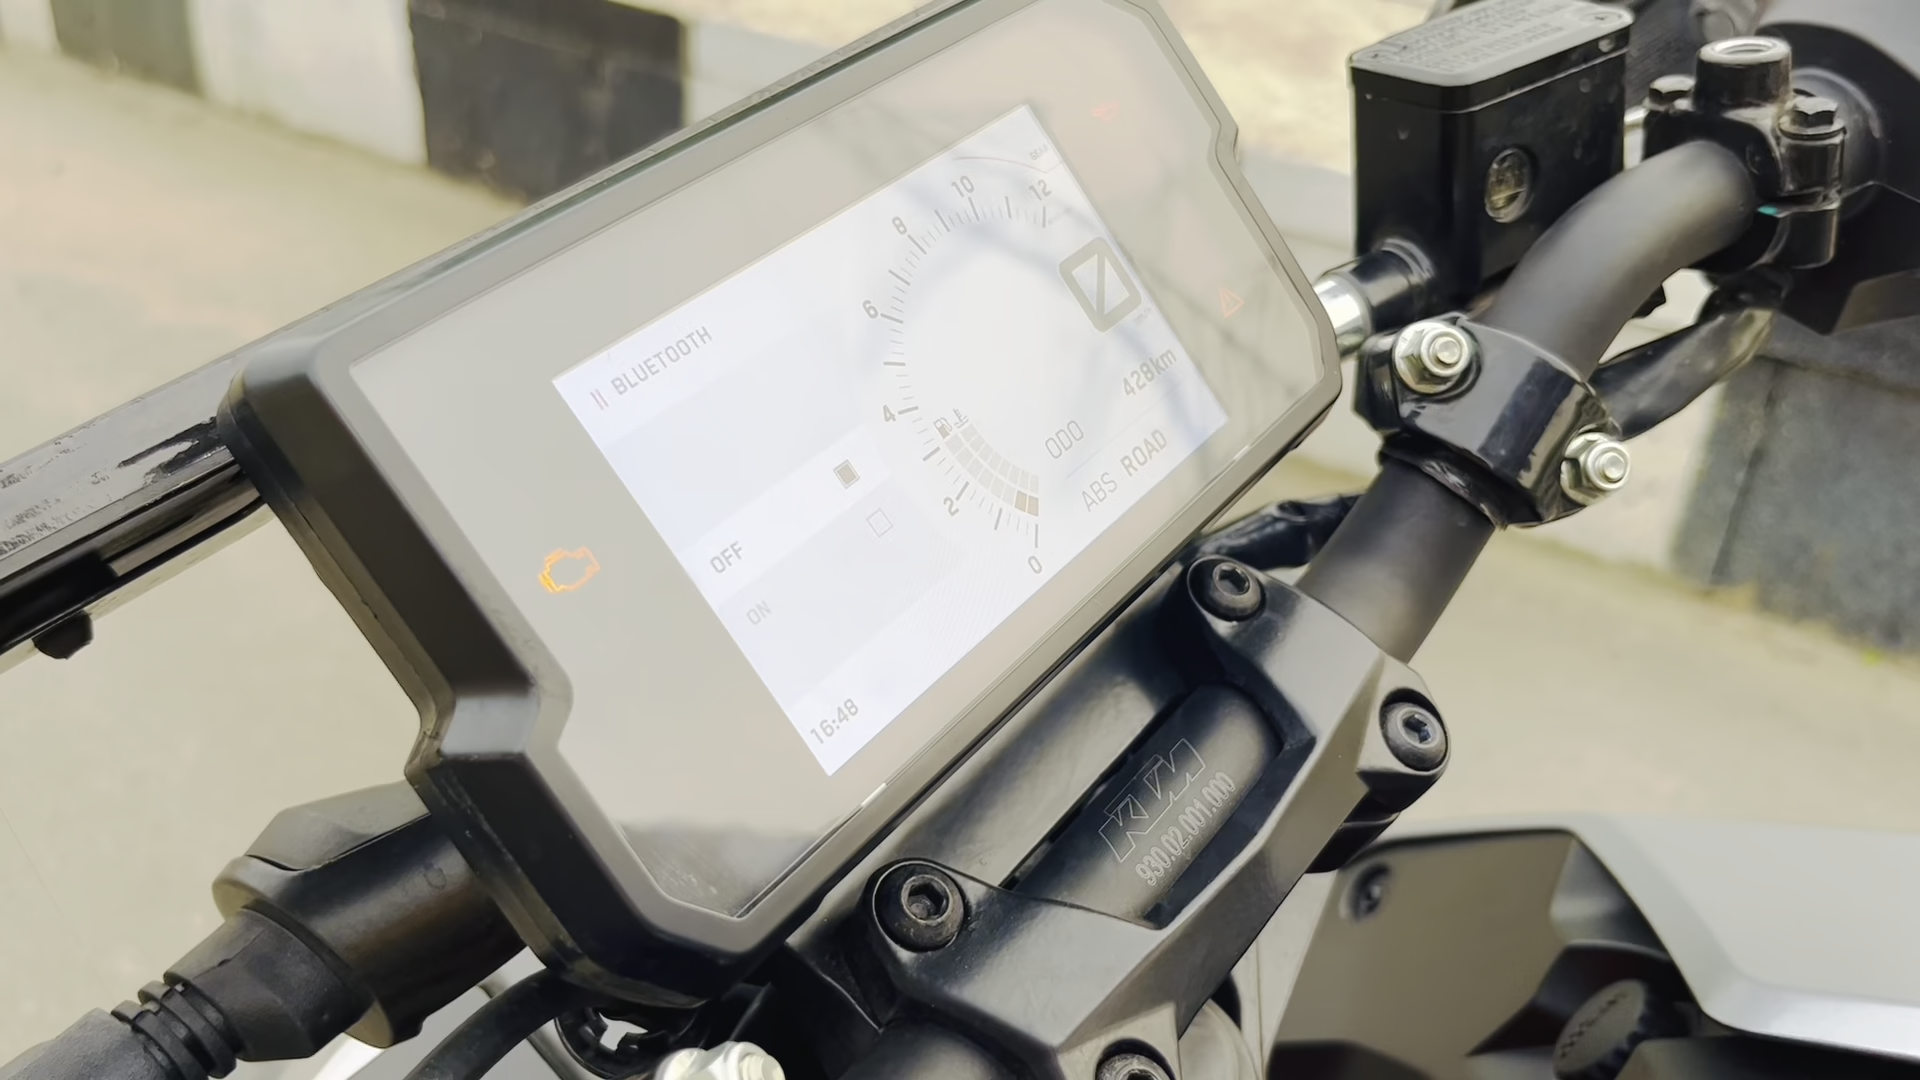 || BLUETOOTH
OFF
ON
16:48
0
2
4
6
8
10
12
GEAR
ODO
428km
ABS ROAD
KTM
930.02.001.000